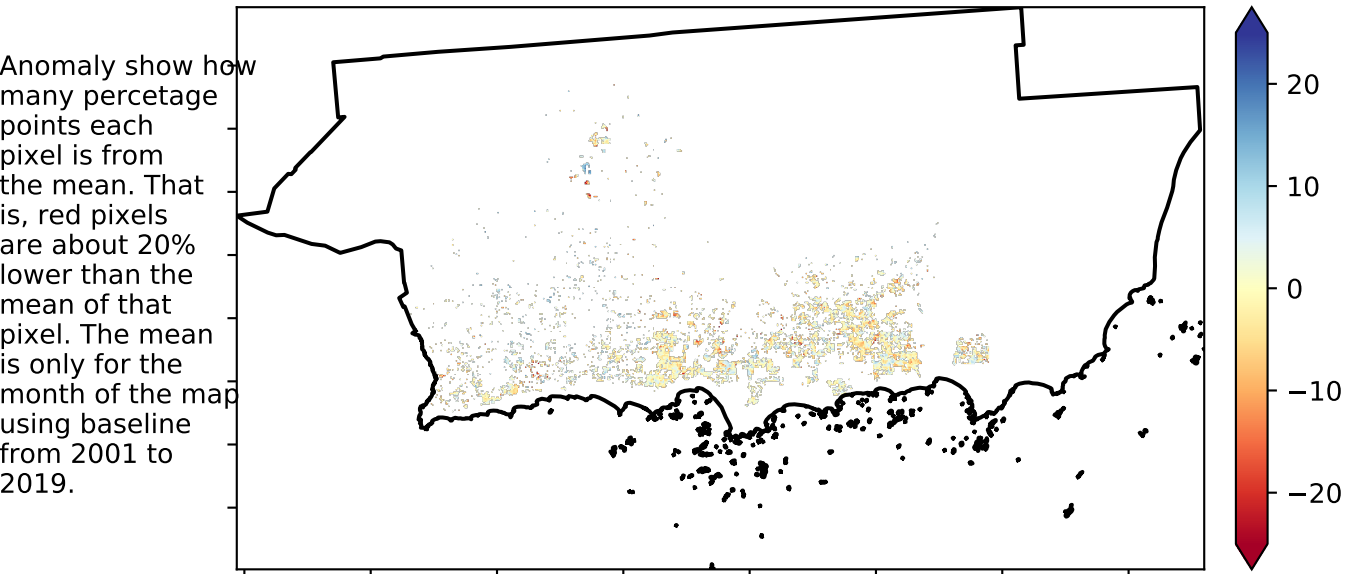 Anomaly show how
many percetage
points each
pixel is from
the mean. That
is, red pixels
are about 20%
lower than the
mean of that
pixel. The mean
is only for the
month of the map
using baseline
from 2001 to
2019.
20
10
0
−10
−20